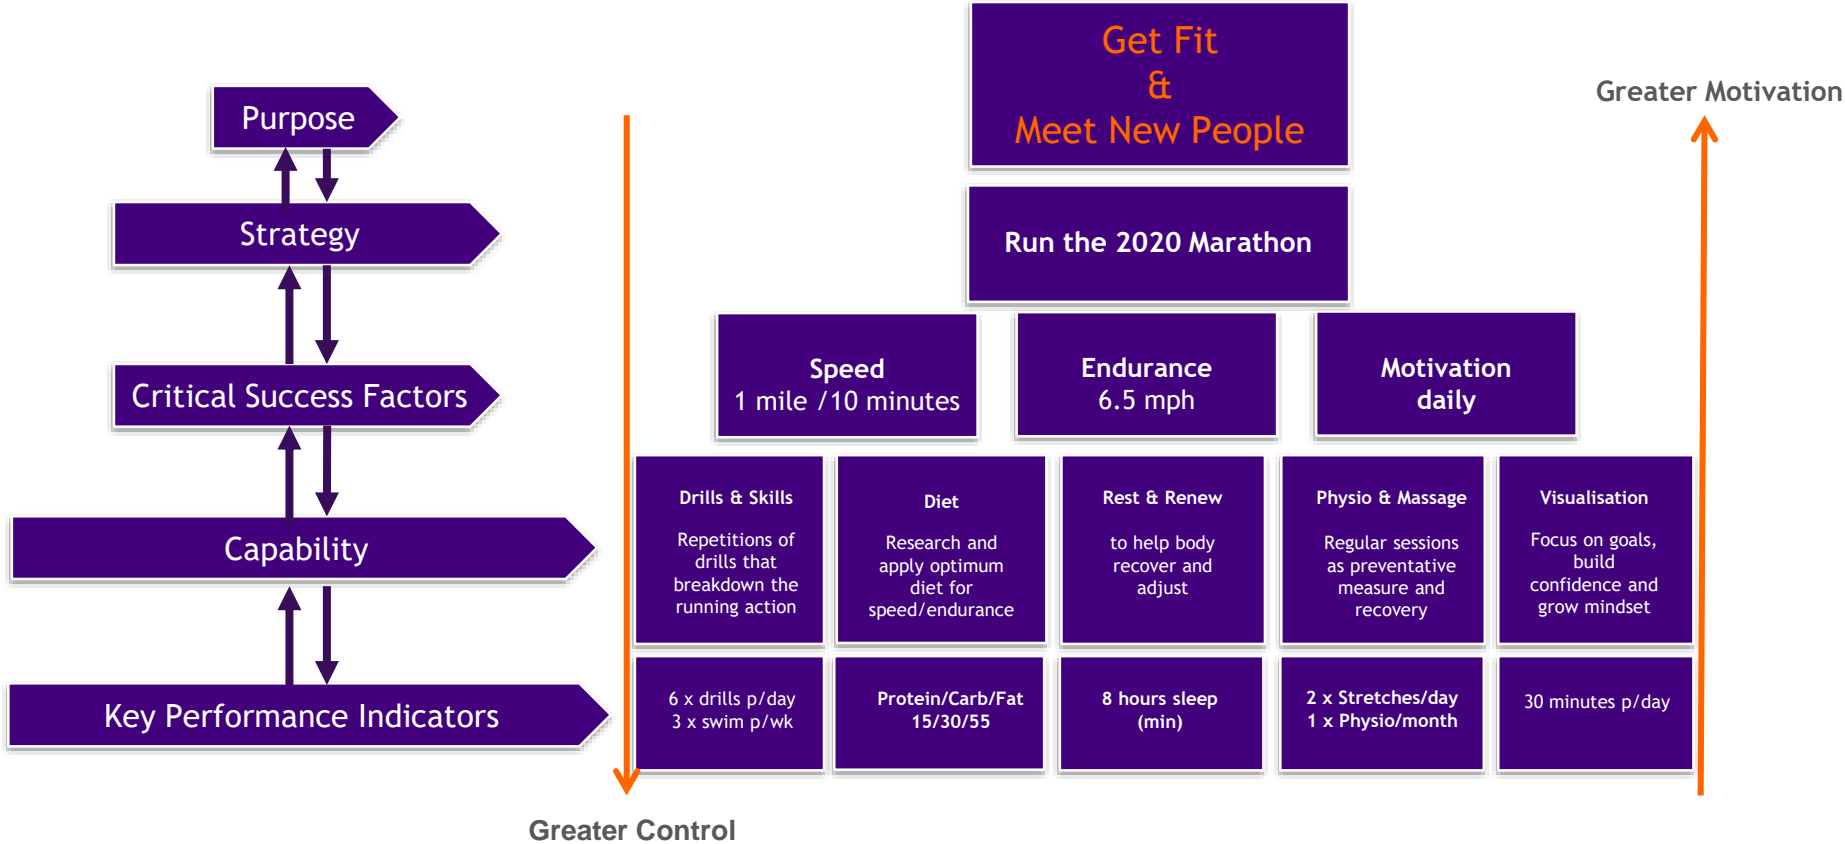 Get Fit
&
Meet New People
Greater Motivation
Purpose
Strategy
Run the 2020 Marathon
Critical Success Factors
Speed
1 mile /10 minutes
Endurance
6.5 mph
Motivation
daily
Capability
Drills & Skills
Repetitions of
drills that
breakdown the
running action
Diet
Research and
apply optimum
diet for
speed/endurance
Rest & Renew
to help body
recover and
adjust
Physio & Massage
Regular sessions
as preventative
measure and
recovery
Visualisation
Focus on goals,
build
confidence and
grow mindset
Key Performance Indicators
6 x drills p/day
3 x swim p/wk
Protein/Carb/Fat
15/30/55
8 hours sleep
(min)
2 x Stretches/day
1 x Physio/month
30 minutes p/day
Greater Control